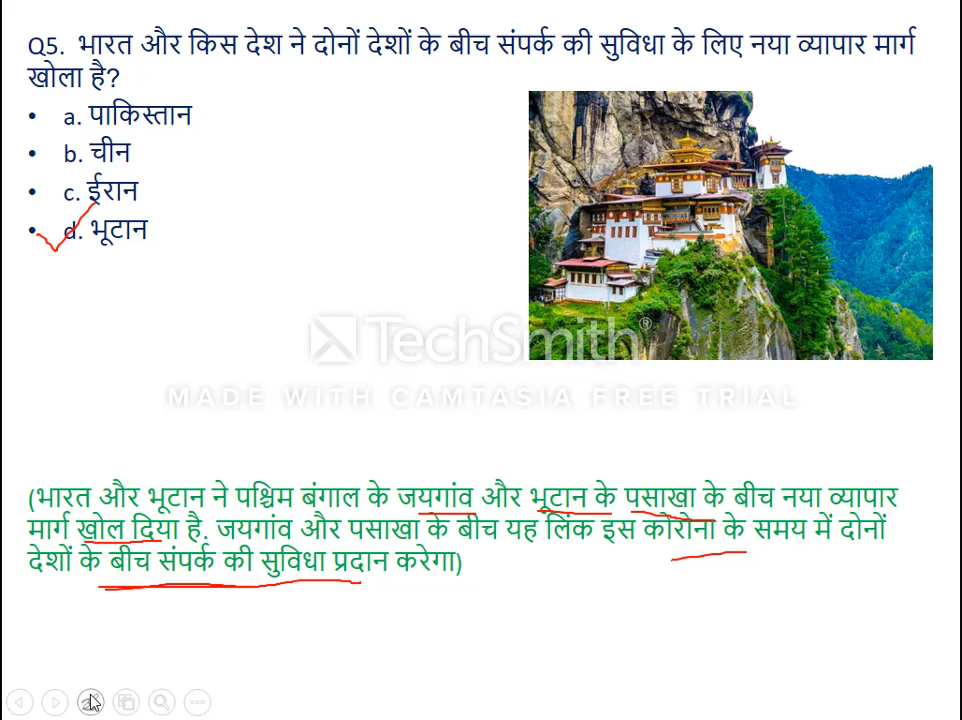 Q5. भारत और किस देश ने दोनों देशों के बीच संपर्क की सुविधा के लिए नया व्यापार मार्ग
खोला है?
• a. पाकिस्तान
• b. चीन
• c. ईरान
• d. भूटान
TechSmith®
MADE WITH CAMTASIA FREE TRIAL
(भारत और भूटान ने पश्चिम बंगाल के जयगांव और भूटान के पसाखा के बीच नया व्यापार
मार्ग खोल दिया है. जयगांव और पसाखा के बीच यह लिंक इस कोरोना के समय में दोनों
देशों के बीच संपर्क की सुविधा प्रदान करेगा)